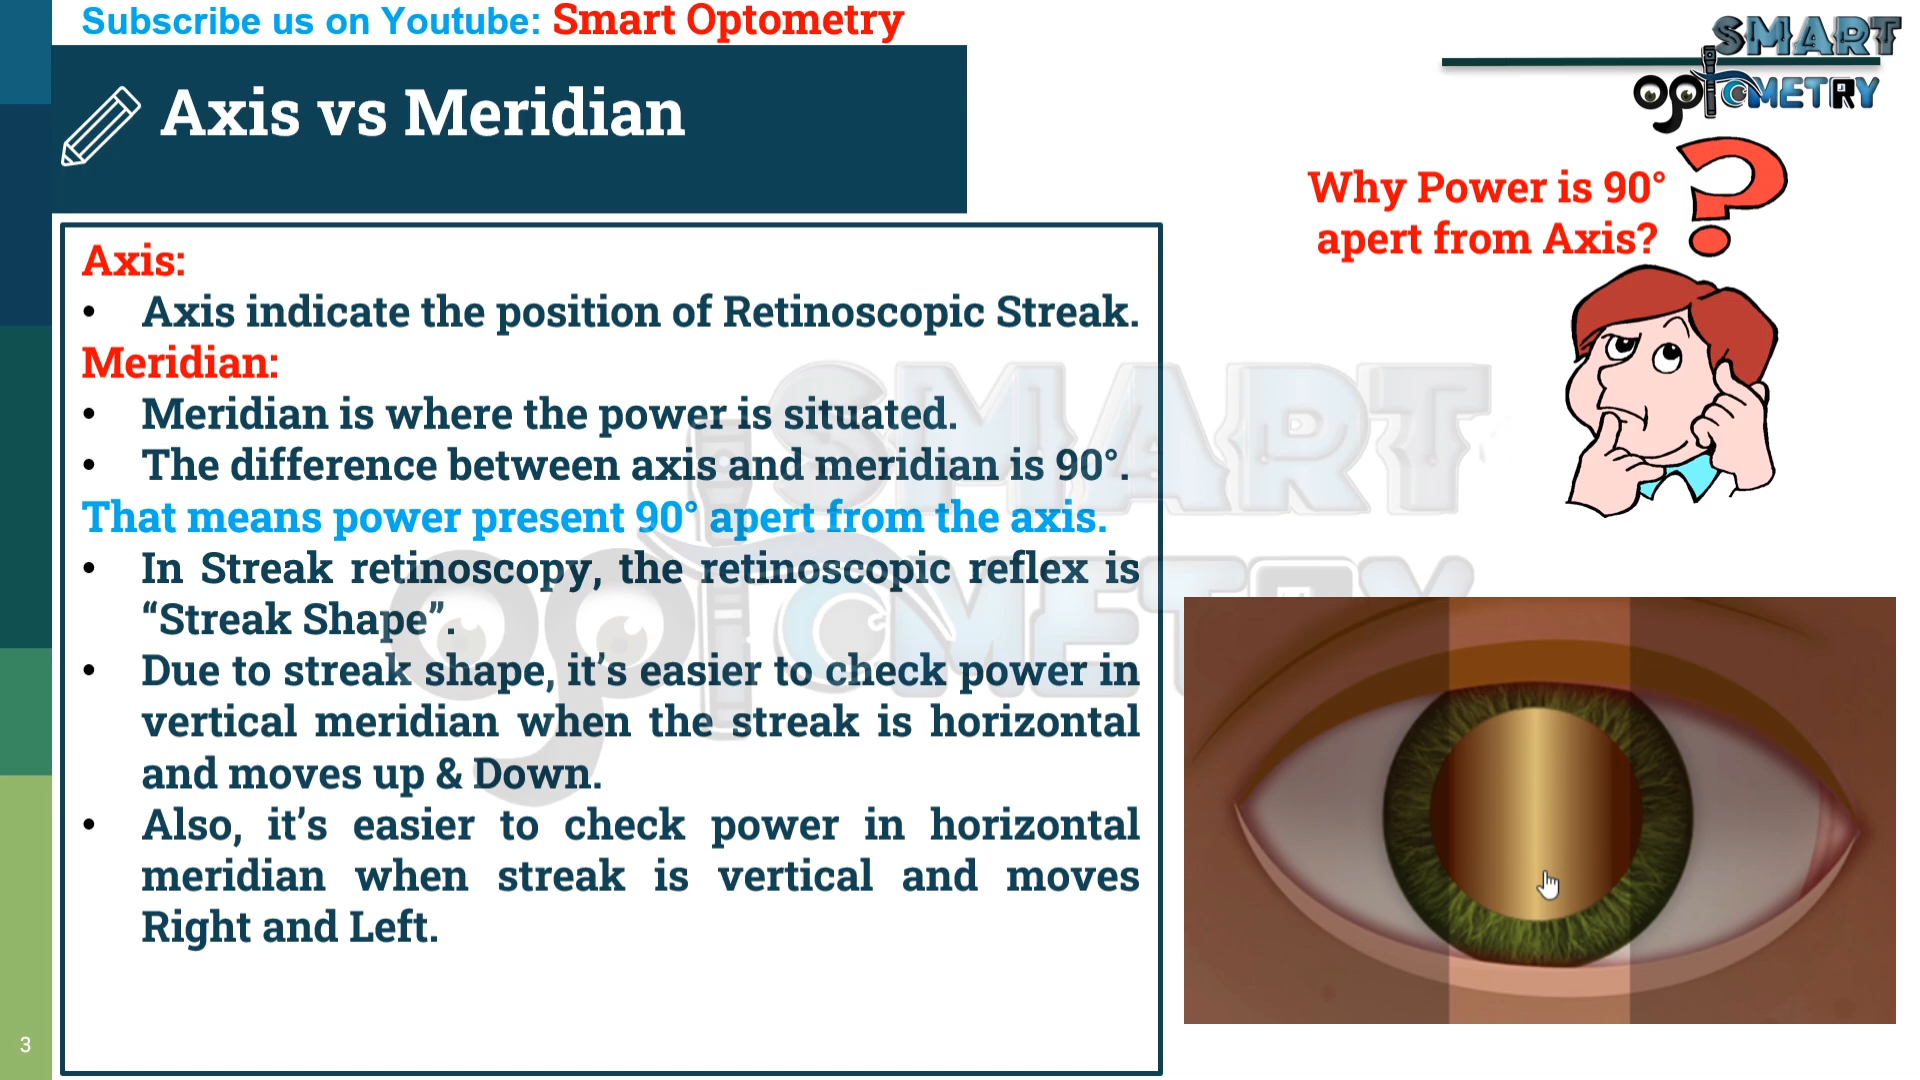 Subscribe us on Youtube: Smart Optometry
SMART
OPTOMETRY
Axis vs Meridian
Why Power is 90°
apert from Axis?
Axis:
• Axis indicate the position of Retinoscopic Streak.
Meridian:
• Meridian is where the power is situated.
• The difference between axis and meridian is 90°.
That means power present 90° apert from the axis.
• In Streak retinoscopy, the retinoscopic reflex is
“Streak Shape”.
• Due to streak shape, it’s easier to check power in
vertical meridian when the streak is horizontal
and moves up & Down.
• Also, it’s easier to check power in horizontal
meridian when streak is vertical and moves
Right and Left.
SMART
OPTOMETRY
3